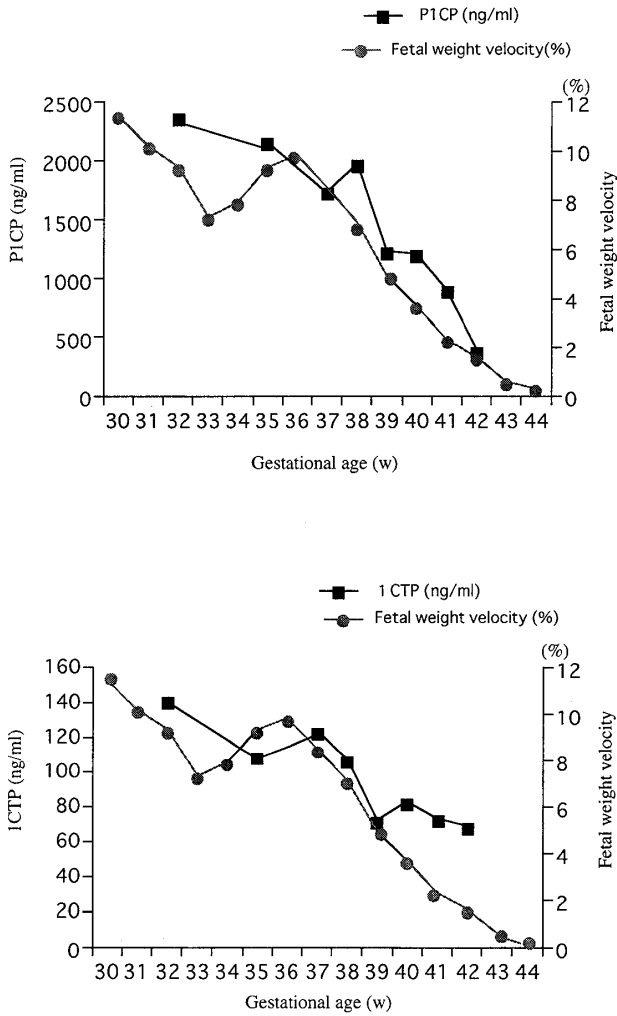 P1CP (ng/ml)
Fetal weight velocity(%)
(%)
2500
2000
1500
1000
500
0
P1CP (ng/ml)
12
10
8
6
4
2
0
Fetal weight velocity
30 31 32 33 34 35 36 37 38 39 40 41 42 43 44
Gestational age (w)
1CTP (ng/ml)
Fetal weight velocity (%)
(%)
160
140
120
100
80
60
40
20
0
1CTP (ng/ml)
12
10
8
6
4
2
0
Fetal weight velocity
30 31 32 33 34 35 36 37 38 39 40 41 42 43 44
Gestational age (w)